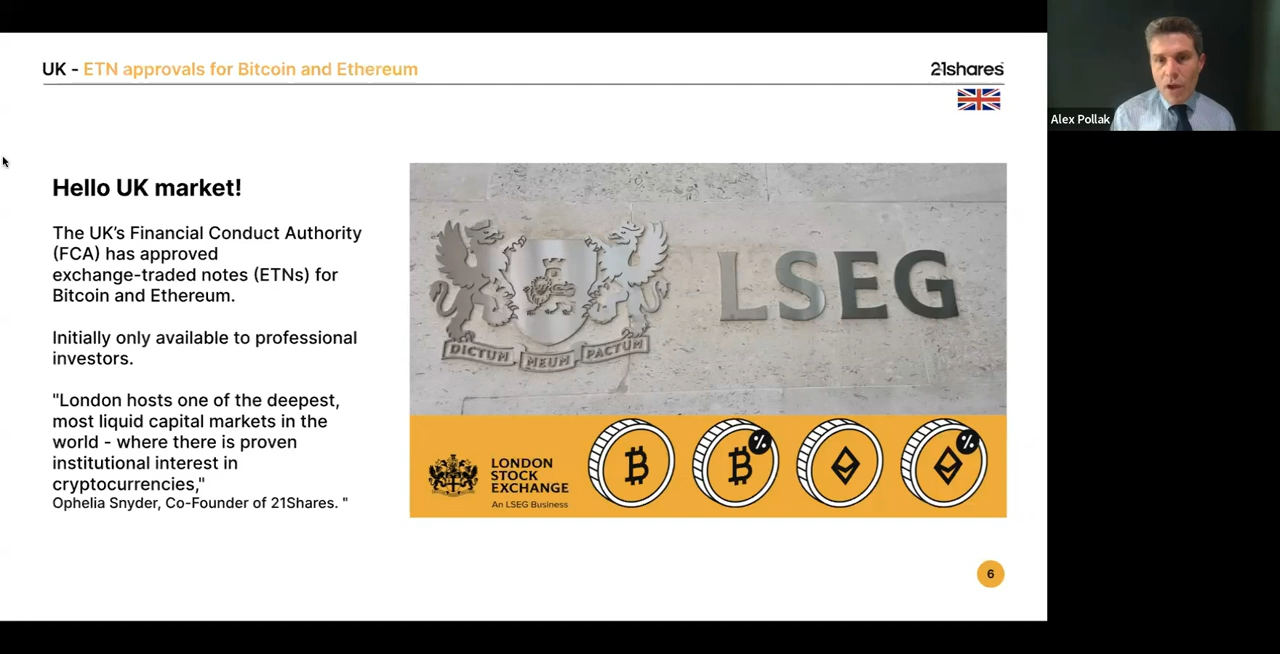 UK - ETN approvals for Bitcoin and Ethereum
21shares
Alex Pollak
Hello UK market!
The UK's Financial Conduct Authority
(FCA) has approved
exchange-traded notes (ETNs) for
Bitcoin and Ethereum.
Initially only available to professional
investors.
"London hosts one of the deepest,
most liquid capital markets in the
world - where there is proven
institutional interest in
cryptocurrencies,"
Ophelia Snyder, Co-Founder of 21Shares. "
LSEG
DICTUM MEUM PACTUM
LONDON
STOCK
EXCHANGE
An LSEG Business
%
%
6